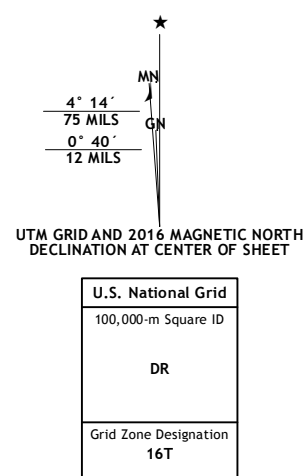 MN
4° 14´
75 MILS
GN
0° 40´
12 MILS
UTM GRID AND 2016 MAGNETIC NORTH
DECLINATION AT CENTER OF SHEET
U.S. National Grid
100,000-m Square ID
DR
Grid Zone Designation
16T